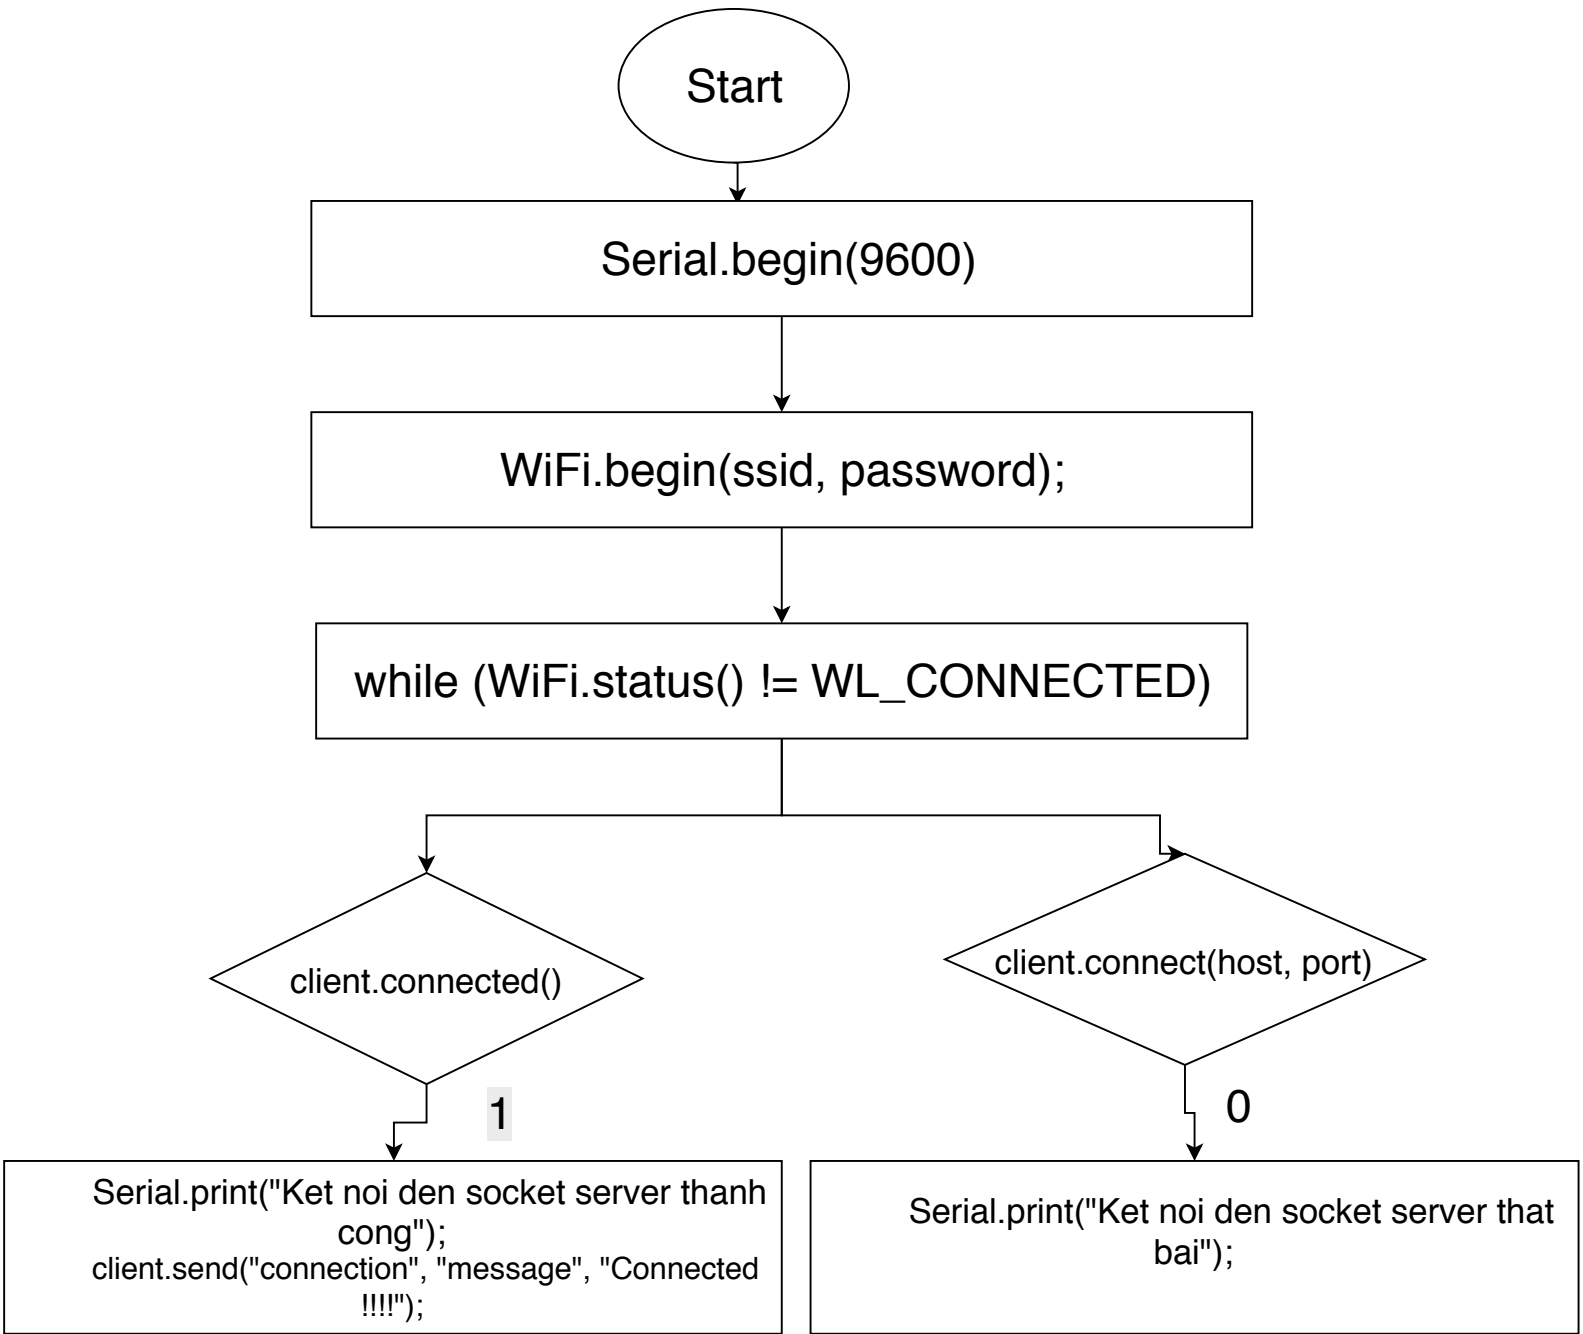 Start
Serial.begin(9600)
WiFi.begin(ssid, password);
while (WiFi.status() != WL_CONNECTED)
client.connected()
client.connect(host, port)
1
0
Serial.print("Ket noi den socket server thanh
cong");
client.send("connection", "message", "Connected
!!!!");
Serial.print("Ket noi den socket server that
bai");